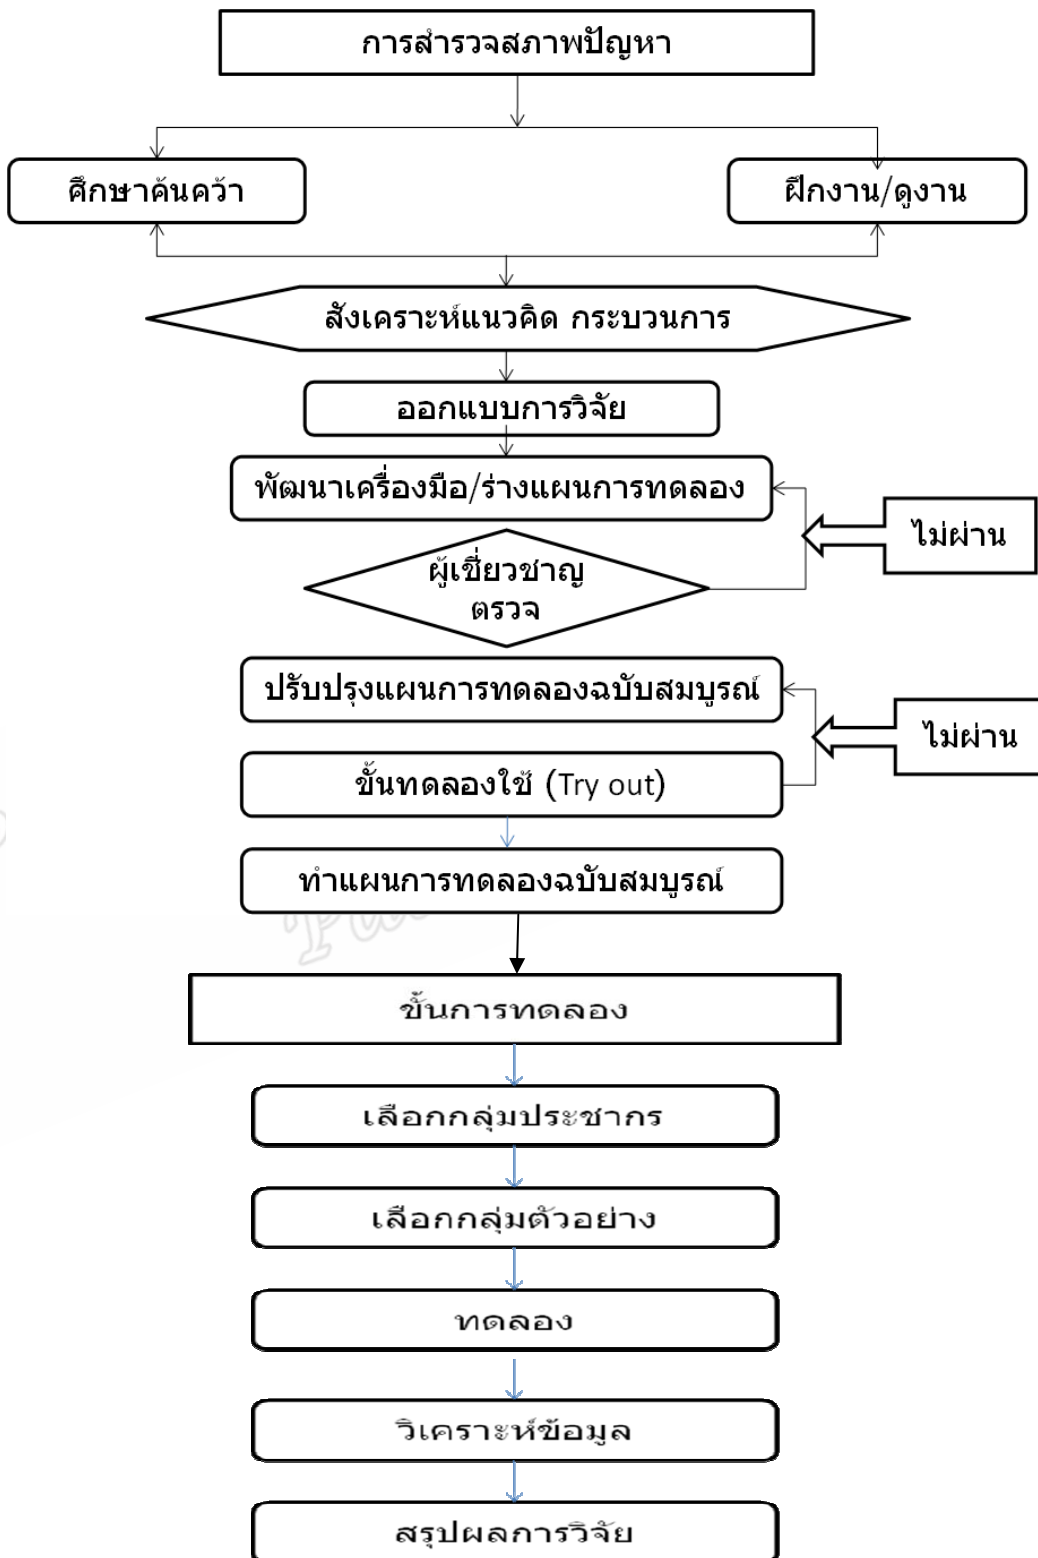 การสำรวจสภาพปัญหา
ศึกษาค้นคว้า
ฝึกงาน/ดูงาน
สังเคราะห์แนวคิด กระบวนการ
ออกแบบการวิจัย
พัฒนาเครื่องมือ/ร่างแผนการทดลอง
ไม่ผ่าน
ผู้เชี่ยวชาญ
ตรวจ
ปรับปรุงแผนการทดลองฉบับสมบูรณ์
ไม่ผ่าน
ขั้นทดลองใช้ (Try out)
ทำแผนการทดลองฉบับสมบูรณ์
ขั้นการทดลอง
เลือกกลุ่มประชากร
เลือกกลุ่มตัวอย่าง
ทดลอง
วิเคราะห์ข้อมูล
สรุปผลการวิจัย